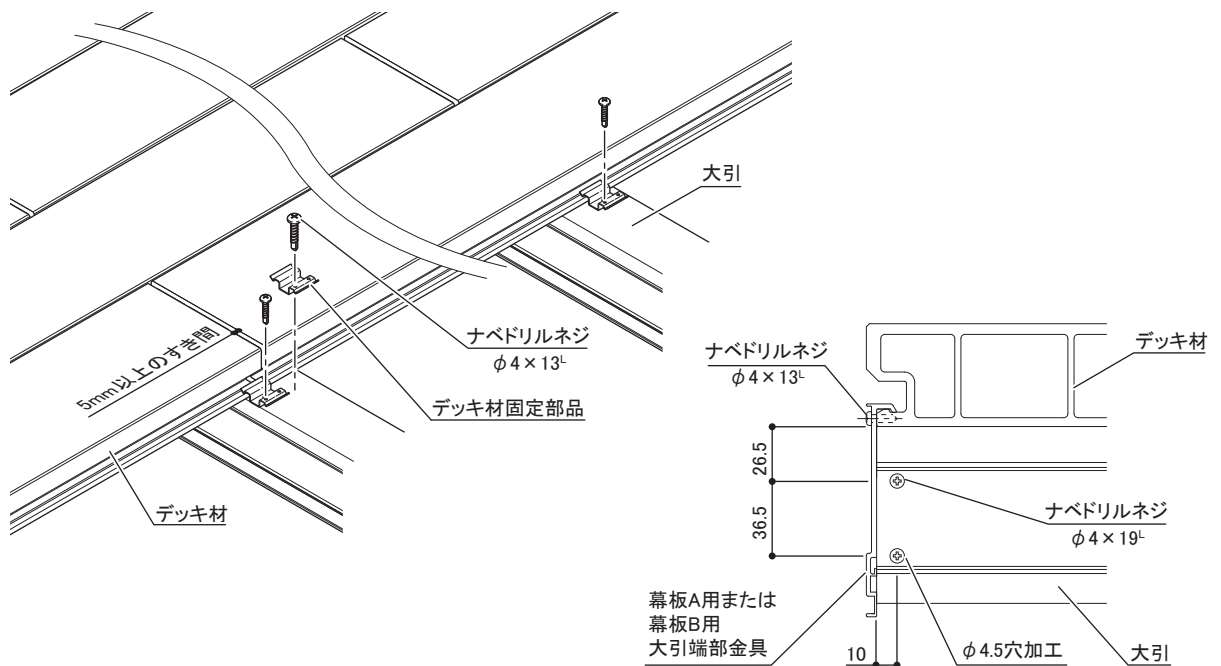 大引
ナベドリルネジ
φ4×13L
デッキ材固定部品
5mm以上のすき間
デッキ材
デッキ材
ナベドリルネジ
φ4×13L
26.5
36.5
ナベドリルネジ
φ4×19L
幕板A用または
幕板B用
大引端部金具
10
φ4.5穴加工
大引